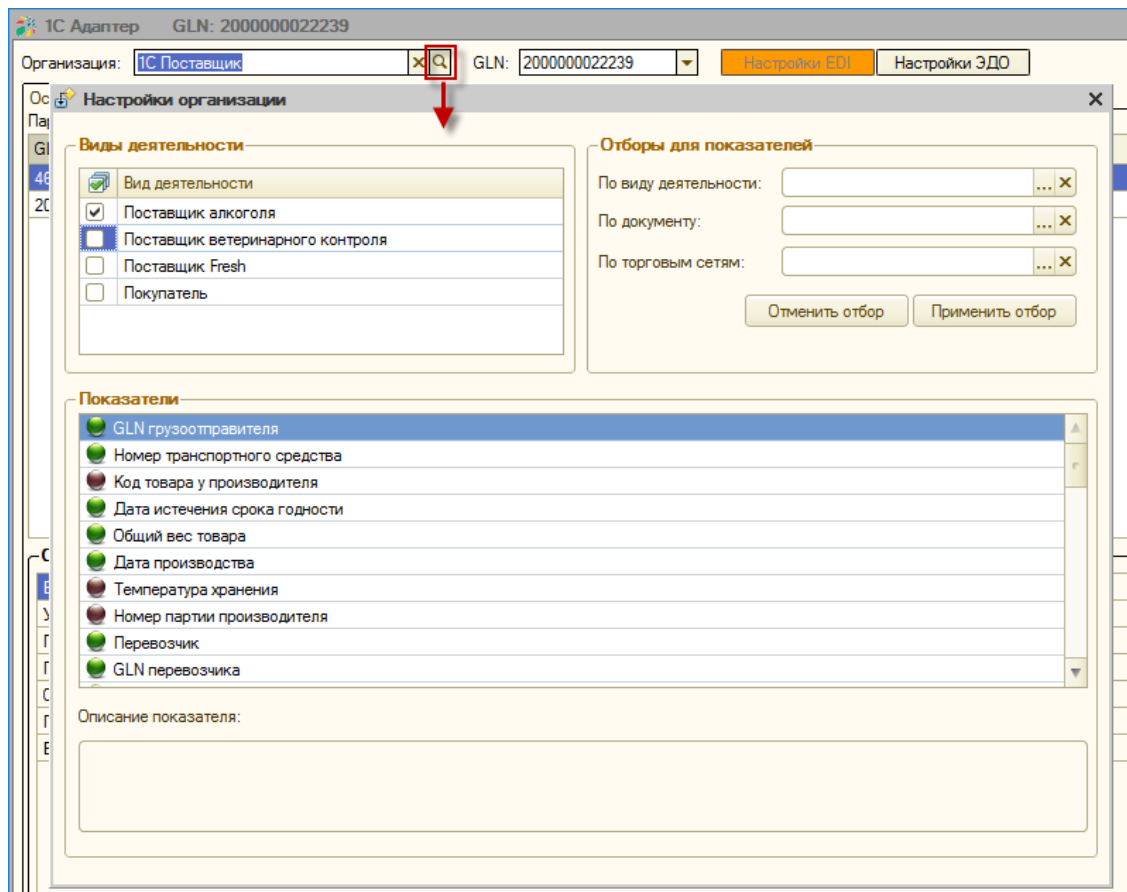 1С Адаптер GLN: 2000000022239
Организация: 1С Поставщик GLN: 2000000022239 Настройки EDI Настройки ЭДО
Настройки организации
Виды деятельности
Вид деятельности
Поставщик алкоголя
Поставщик ветеринарного контроля
Поставщик Fresh
Покупатель
Отборы для показателей
По виду деятельности:
По документу:
По торговым сетям:
Отменить отбор Применить отбор
Показатели
GLN грузоотправителя
Номер транспортного средства
Код товара у производителя
Дата истечения срока годности
Общий вес товара
Дата производства
Температура хранения
Номер партии производителя
Перевозчик
GLN перевозчика
Описание показателя: